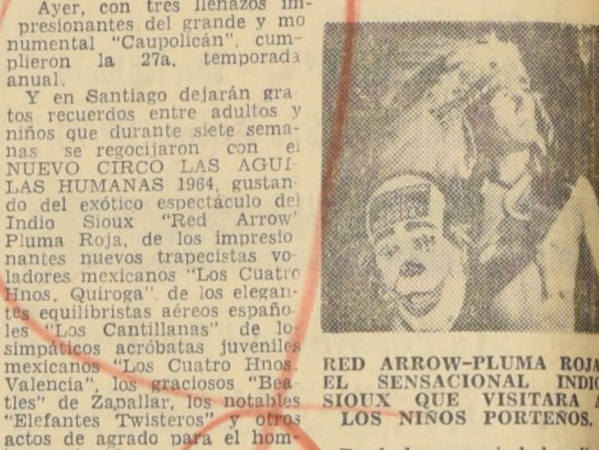 Ayer, con tres llenazos im-
presionantes del grande y mo
numental "Caupolicán", cum-
plieron la 27a. temporada
anual.
Y en Santiago dejarán gra
tos recuerdos entre adultos y
niños que durante siete sema-
nas se regocijaron con el
NUEVO CIRCO LAS AGUI-
LAS HUMANAS 1964, gustan-
do del exótico espectáculo del
Indio Sioux "Red Arrow'
Pluma Roja, de los impresio
nantes nuevos trapecistas vo-
ladores mexicanos "Los Cuatro
Hnos. Quiroga", de los elegan-
tes equilibristas aéreos españo-
les "Los Cantillanas" de los
simpáticos acróbatas juveniles
mexicanos "Los Cuatro Hnos.
Valencia", los graciosos "Bea-
tles" de Zapallar, los notables
"Elefantes Twisteros" y otros
actos de agrado para el hom-
RED ARROW-PLUMA ROJA
EL SENSACIONAL INDIO
SIOUX QUE VISITARA A
LOS NIÑOS PORTEÑOS.